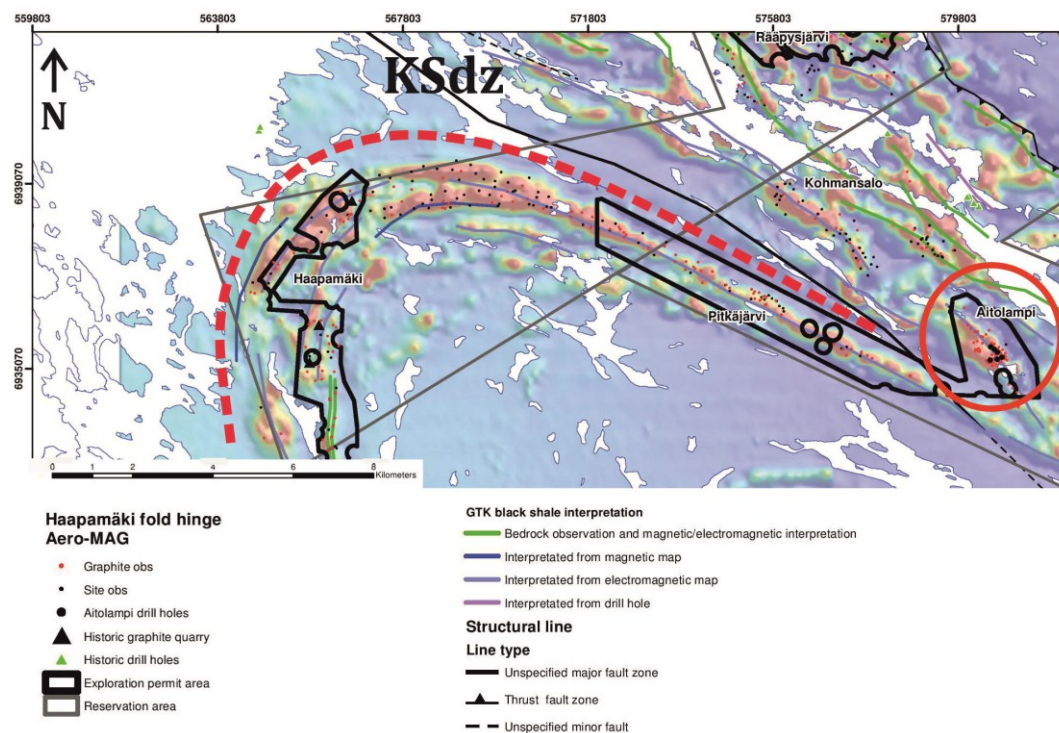 559803 563803 567803 571803 575803 579803
Rääpysjärvi
KSdz
N
6939070
Kohmansalo
Haapamäki
Aitolampi
Pitkäjärvi
6935070
0 1 2 4 6 8
Kilometers
Haapamäki fold hinge
Aero-MAG
Graphite obs
Site obs
Aitolampi drill holes
Historic graphite quarry
Historic drill holes
Exploration permit area
Reservation area
GTK black shale interpretation
Bedrock observation and magnetic/electromagnetic interpretation
Interpretated from magnetic map
Interpretated from electromagnetic map
Interpretated from drill hole
Structural line
Line type
Unspecified major fault zone
Thrust fault zone
Unspecified minor fault